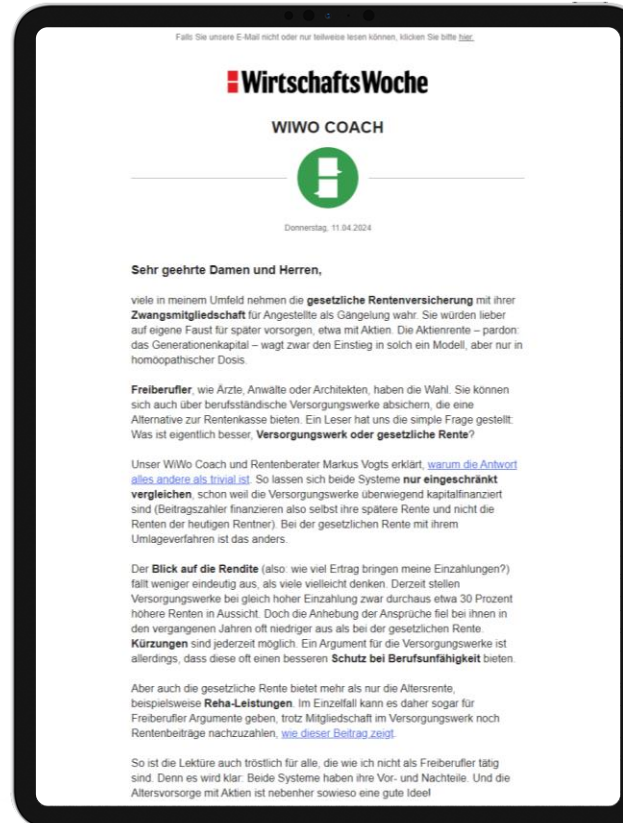 Falls Sie unsere E-Mail nicht oder nur teilweise lesen können, klicken Sie bitte hier.
WirtschaftsWoche
WIWO COACH
Donnerstag, 11.04.2024
Sehr geehrte Damen und Herren,
viele in meinem Umfeld nehmen die gesetzliche Rentenversicherung mit ihrer
Zwangsmitgliedschaft für Angestellte als Gängelung wahr. Sie würden lieber
auf eigene Faust für später vorsorgen, etwa mit Aktien. Die Aktienrente – pardon:
das Generationenkapital – wagt zwar den Einstieg in solch ein Modell, aber nur in
homöopathischer Dosis.
Freiberufler, wie Ärzte, Anwälte oder Architekten, haben die Wahl. Sie können
sich auch über berufsständische Versorgungswerke absichern, die eine
Alternative zur Rentenkasse bieten. Ein Leser hat uns die simple Frage gestellt:
Was ist eigentlich besser, Versorgungswerk oder gesetzliche Rente?
Unser WiWo Coach und Rentenberater Markus Vogts erklärt, warum die Antwort
alles andere als trivial ist. So lassen sich beide Systeme nur eingeschränkt
vergleichen, schon weil die Versorgungswerke überwiegend kapitalfinanziert
sind (Beitragszahler finanzieren also selbst ihre spätere Rente und nicht die
Renten der heutigen Rentner). Bei der gesetzlichen Rente mit ihrem
Umlageverfahren ist das anders.
Der Blick auf die Rendite (also: wie viel Ertrag bringen meine Einzahlungen?)
fällt weniger eindeutig aus, als viele vielleicht denken. Derzeit stellen
Versorgungswerke bei gleich hoher Einzahlung zwar durchaus etwa 30 Prozent
höhere Renten in Aussicht. Doch die Anhebung der Ansprüche fiel bei ihnen in
den vergangenen Jahren oft niedriger aus als bei der gesetzlichen Rente.
Kürzungen sind jederzeit möglich. Ein Argument für die Versorgungswerke ist
allerdings, dass diese oft einen besseren Schutz bei Berufsunfähigkeit bieten.
Aber auch die gesetzliche Rente bietet mehr als nur die Altersrente,
beispielsweise Reha-Leistungen. Im Einzelfall kann es daher sogar für
Freiberufler Argumente geben, trotz Mitgliedschaft im Versorgungswerk noch
Rentenbeiträge nachzuzahlen, wie dieser Beitrag zeigt.
So ist die Lektüre auch tröstlich für alle, die wie ich nicht als Freiberufler tätig
sind. Denn es wird klar: Beide Systeme haben ihre Vor- und Nachteile. Und die
Altersvorsorge mit Aktien ist nebenher sowieso eine gute Idee!